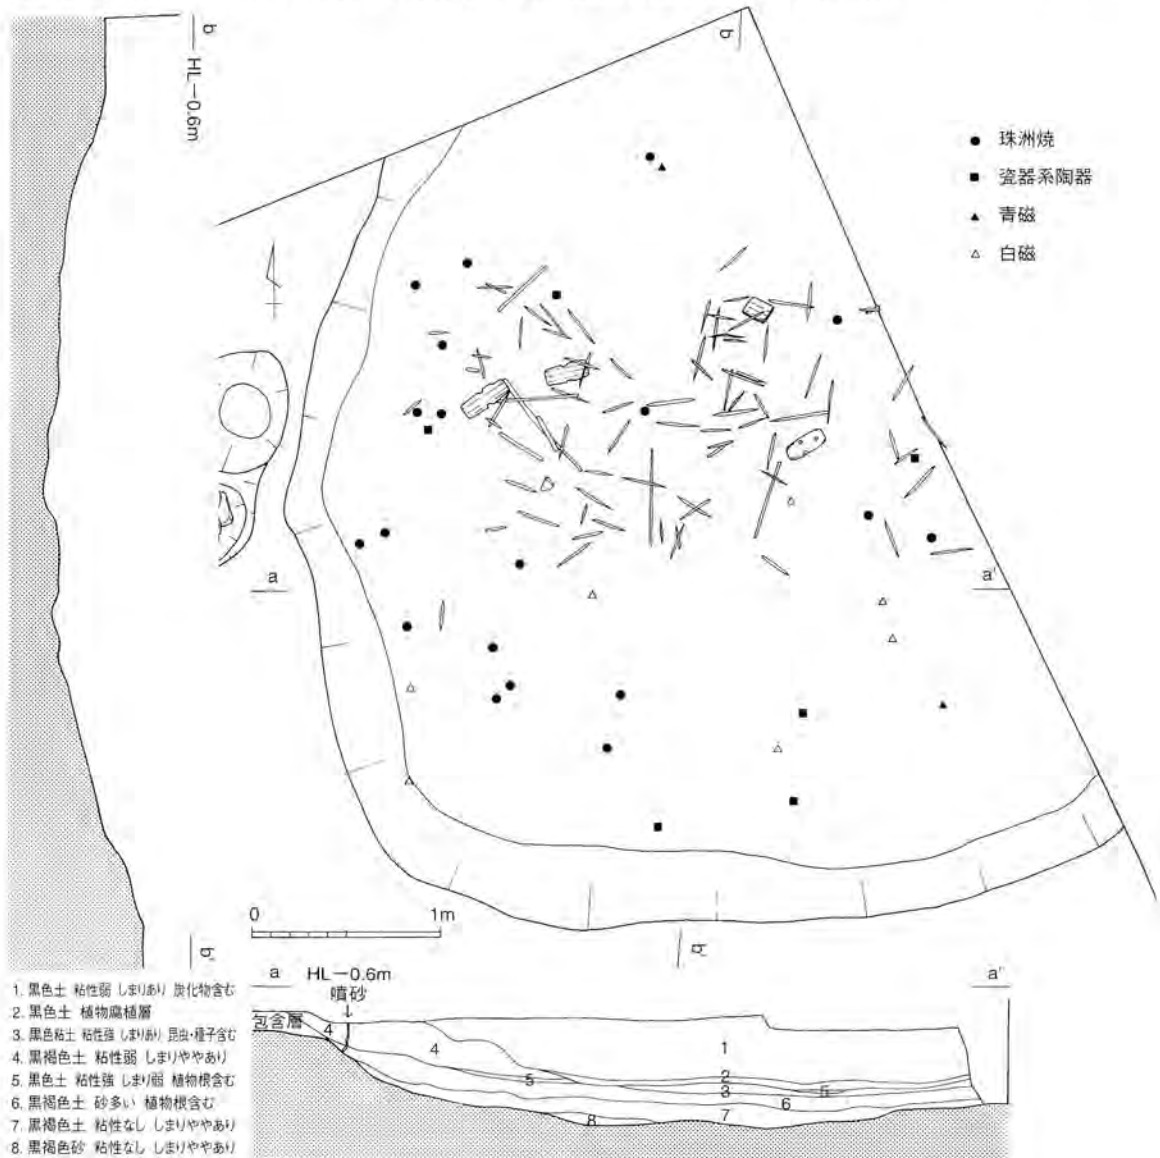 b
HL－0.6m
b
● 珠洲焼
■ 瓷器系陶器
▲ 青磁
△ 白磁
a
a'
0 1m
b'
b'
a HL－0.6m a'
噴砂
包含層
4
4
1
5
2
3
5
6
7
8
1. 黒色土 粘性弱 しまりあり 炭化物含む
2. 黒色土 植物腐植層
3. 黒色粘土 粘性強 しまりあり 昆虫・種子含む
4. 黒褐色土 粘性弱 しまりややあり
5. 黒色土 粘性強 しまり弱 植物根含む
6. 黒褐色土 砂多い 植物根含む
7. 黒褐色土 粘性なし しまりややあり
8. 黒褐色砂 粘性なし しまりややあり